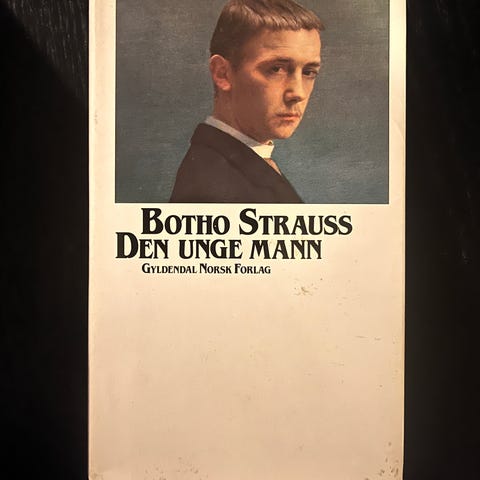 BOTHO STRAUSS
DEN UNGE MANN
GYLDENDAL NORSK FORLAG